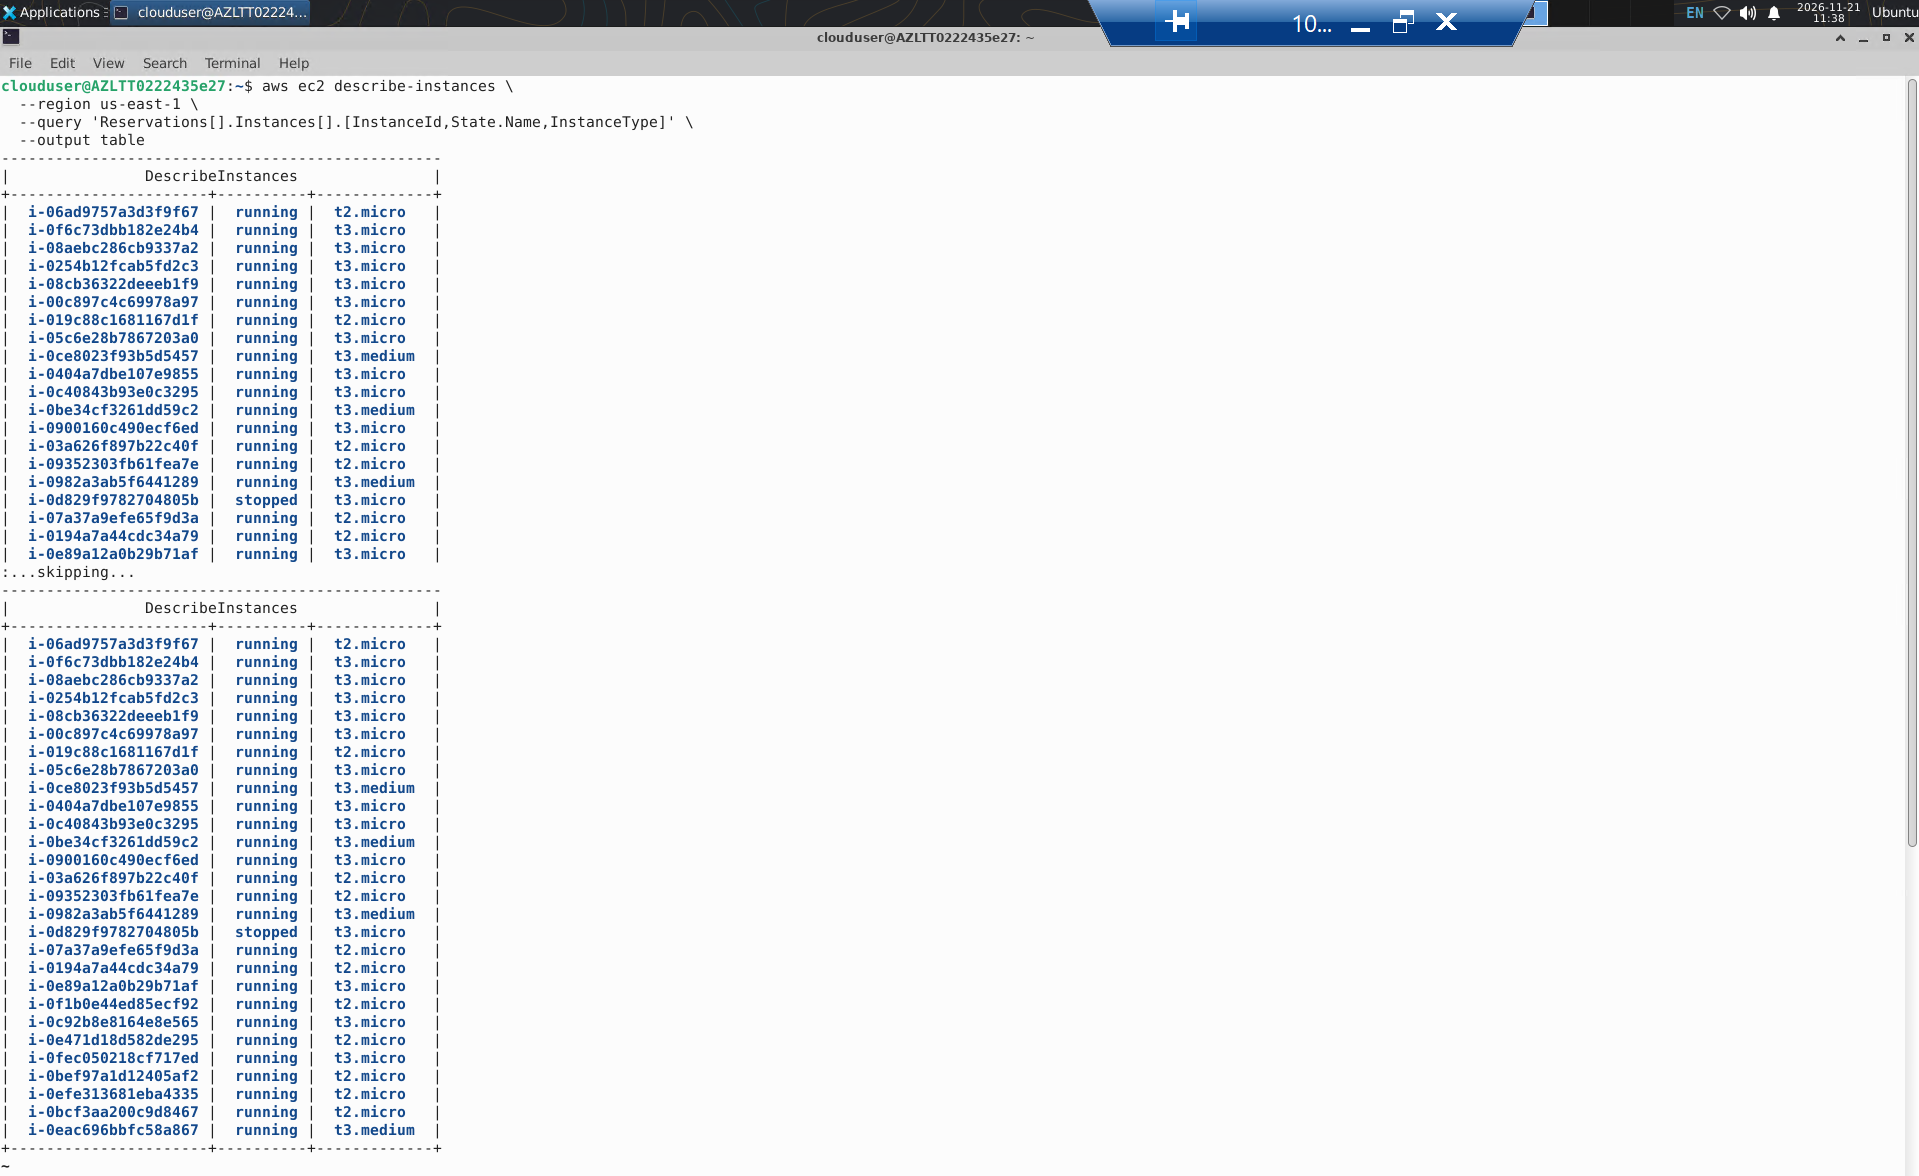 Applications
clouduser@AZLTT02224...
10...
EN
2026-11-21
11:38
Ubuntu
clouduser@AZLTT0222435e27: ~
File Edit View Search Terminal Help
clouduser@AZLTT0222435e27:~$ aws ec2 describe-instances \
  --region us-east-1 \
  --query 'Reservations[].Instances[].[InstanceId,State.Name,InstanceType]' \
  --output table
-------------------------------------------------
|               DescribeInstances               |
+----------------------+----------+-------------+
|  i-06ad9757a3d3f9f67 |  running |  t2.micro   |
|  i-0f6c73dbb182e24b4 |  running |  t3.micro   |
|  i-08aebc286cb9337a2 |  running |  t3.micro   |
|  i-0254b12fcab5fd2c3 |  running |  t3.micro   |
|  i-08cb36322deeeb1f9 |  running |  t3.micro   |
|  i-00c897c4c69978a97 |  running |  t3.micro   |
|  i-019c88c1681167d1f |  running |  t2.micro   |
|  i-05c6e28b7867203a0 |  running |  t3.micro   |
|  i-0ce8023f93b5d5457 |  running |  t3.medium  |
|  i-0404a7dbe107e9855 |  running |  t3.micro   |
|  i-0c40843b93e0c3295 |  running |  t3.micro   |
|  i-0be34cf3261dd59c2 |  running |  t3.medium  |
|  i-0900160c490ecf6ed |  running |  t3.micro   |
|  i-03a626f897b22c40f |  running |  t2.micro   |
|  i-09352303fb61fea7e |  running |  t2.micro   |
|  i-0982a3ab5f6441289 |  running |  t3.medium  |
|  i-0d829f9782704805b |  stopped |  t3.micro   |
|  i-07a37a9efe65f9d3a |  running |  t2.micro   |
|  i-0194a7a44cdc34a79 |  running |  t2.micro   |
|  i-0e89a12a0b29b71af |  running |  t3.micro   |
:...skipping...
-------------------------------------------------
|               DescribeInstances               |
+----------------------+----------+-------------+
|  i-06ad9757a3d3f9f67 |  running |  t2.micro   |
|  i-0f6c73dbb182e24b4 |  running |  t3.micro   |
|  i-08aebc286cb9337a2 |  running |  t3.micro   |
|  i-0254b12fcab5fd2c3 |  running |  t3.micro   |
|  i-08cb36322deeeb1f9 |  running |  t3.micro   |
|  i-00c897c4c69978a97 |  running |  t3.micro   |
|  i-019c88c1681167d1f |  running |  t2.micro   |
|  i-05c6e28b7867203a0 |  running |  t3.micro   |
|  i-0ce8023f93b5d5457 |  running |  t3.medium  |
|  i-0404a7dbe107e9855 |  running |  t3.micro   |
|  i-0c40843b93e0c3295 |  running |  t3.micro   |
|  i-0be34cf3261dd59c2 |  running |  t3.medium  |
|  i-0900160c490ecf6ed |  running |  t3.micro   |
|  i-03a626f897b22c40f |  running |  t2.micro   |
|  i-09352303fb61fea7e |  running |  t2.micro   |
|  i-0982a3ab5f6441289 |  running |  t3.medium  |
|  i-0d829f9782704805b |  stopped |  t3.micro   |
|  i-07a37a9efe65f9d3a |  running |  t2.micro   |
|  i-0194a7a44cdc34a79 |  running |  t2.micro   |
|  i-0e89a12a0b29b71af |  running |  t3.micro   |
|  i-0f1b0e44ed85ecf92 |  running |  t2.micro   |
|  i-0c92b8e8164e8e565 |  running |  t3.micro   |
|  i-0e471d18d582de295 |  running |  t2.micro   |
|  i-0fec050218cf717ed |  running |  t3.micro   |
|  i-0bef97a1d12405af2 |  running |  t2.micro   |
|  i-0efe313681eba4335 |  running |  t2.micro   |
|  i-0bcf3aa200c9d8467 |  running |  t2.micro   |
|  i-0eac696bbfc58a867 |  running |  t3.medium  |
+----------------------+----------+-------------+
~